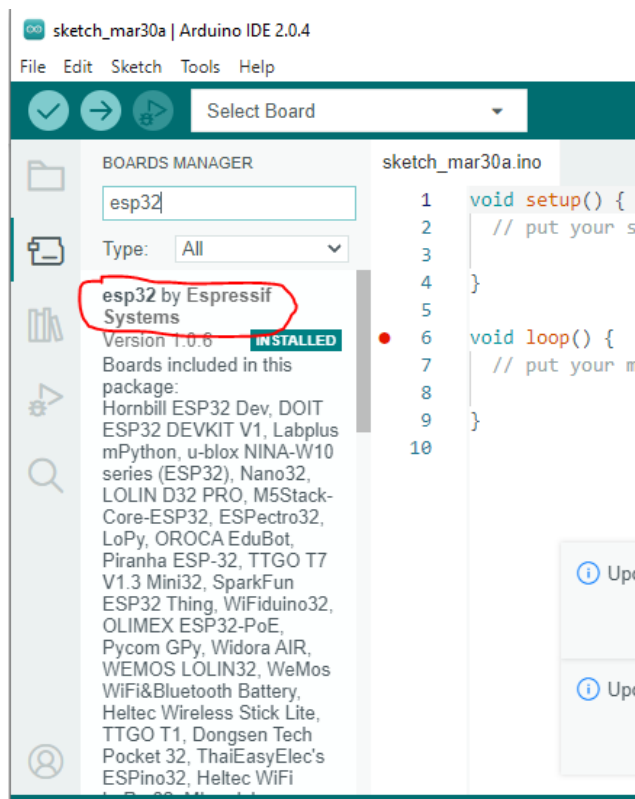 sketch_mar30a | Arduino IDE 2.0.4
File Edit Sketch Tools Help
Select Board
BOARDS MANAGER
esp32
Type: All
esp32 by Espressif
Systems
Version 1.0.6 INSTALLED
Boards included in this
package:
Hornbill ESP32 Dev, DOIT
ESP32 DEVKIT V1, Labplus
mPython, u-blox NINA-W10
series (ESP32), Nano32,
LOLIN D32 PRO, M5Stack-
Core-ESP32, ESPectro32,
LoPy, OROCA EduBot,
Piranha ESP-32, TTGO T7
V1.3 Mini32, SparkFun
ESP32 Thing, WiFiduino32,
OLIMEX ESP32-PoE,
Pycom GPy, Widora AIR,
WEMOS LOLIN32, WeMos
WiFi&Bluetooth Battery,
Heltec Wireless Stick Lite,
TTGO T1, Dongsen Tech
Pocket 32, ThaiEasyElec's
ESPino32, Heltec WiFi
sketch_mar30a.ino
1 void setup() {
2 // put your s
3
4 }
5
6 void loop() {
7 // put your m
8
9 }
10
Upd
Upd